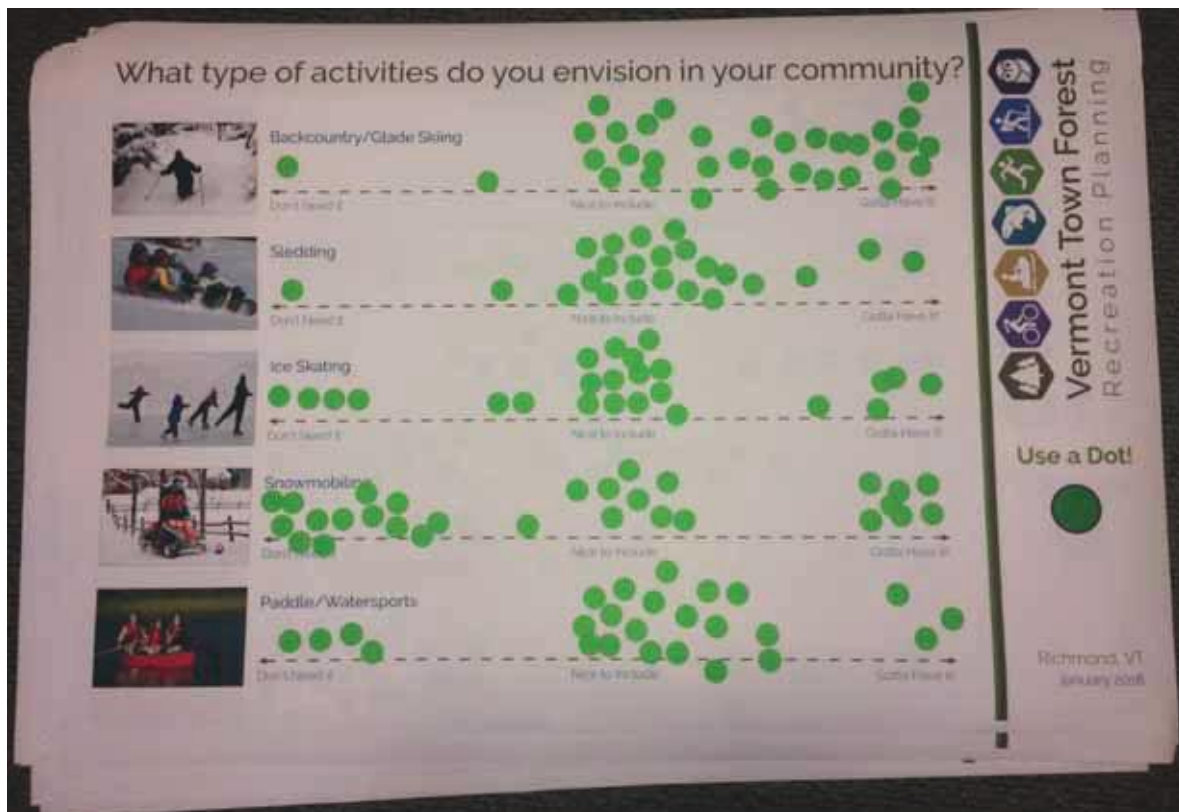 What type of activities do you envision in your community?
Backcountry/Glade Skiing
Don't Need It
Nice to Include
Gotta Have It!
Sledding
Don't Need It
Nice to Include
Gotta Have It!
Ice Skating
Don't Need It
Nice to Include
Gotta Have It!
Snowmobiling
Don't
Nice to Include
Gotta Have It!
Paddle/Watersports
Don't Need It
Nice to Include
Gotta Have It!
Vermont Town Forest
Recreation Planning
Use a Dot!
Richmond, VT
January 2018